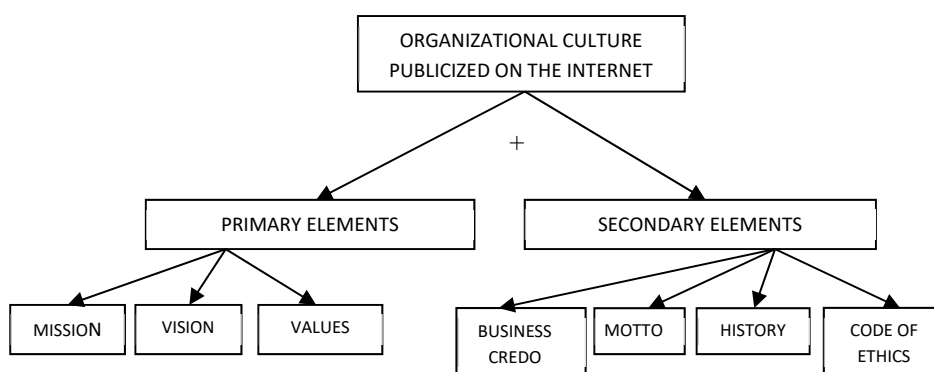 ORGANIZATIONAL CULTURE
PUBLICIZED ON THE INTERNET
+
PRIMARY ELEMENTS
SECONDARY ELEMENTS
MISSION
VISION
VALUES
BUSINESS
CREDO
MOTTO
HISTORY
CODE OF
ETHICS